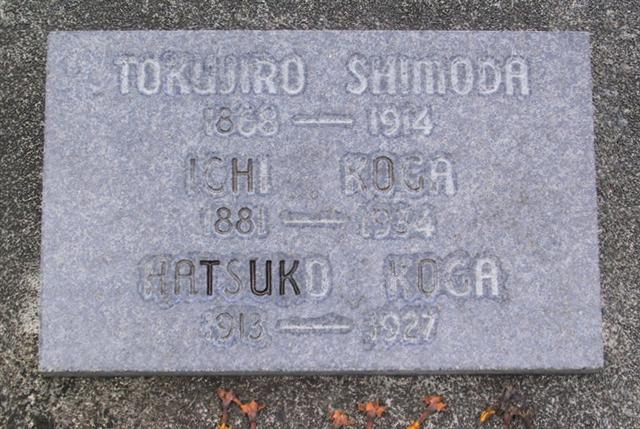 TOKUJIRO SHIMODA
1868 — 1914
ICHI KOGA
1881 — 1934
HATSUKO KOGA
1913 — 1927